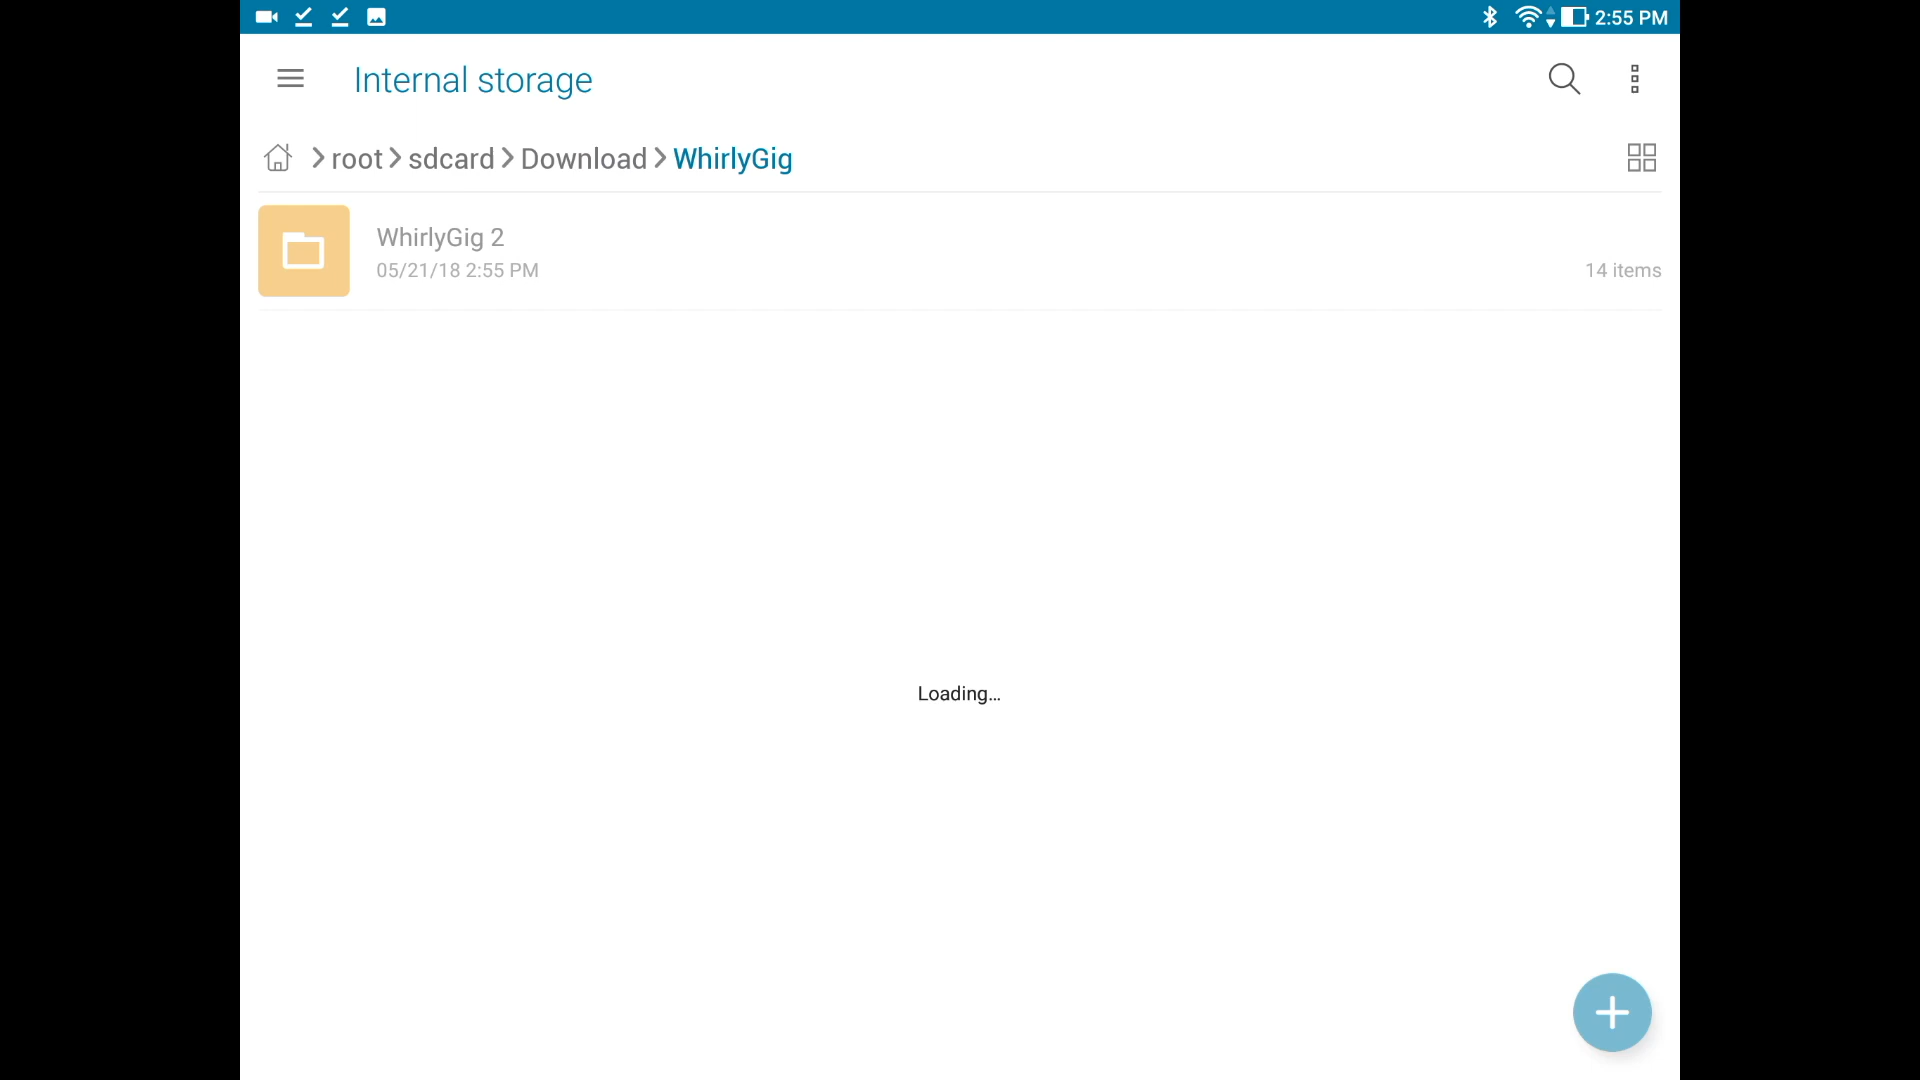 2:55 PM
Internal storage
root sdcard Download WhirlyGig
WhirlyGig 2
05/21/18 2:55 PM
14 items
Loading...